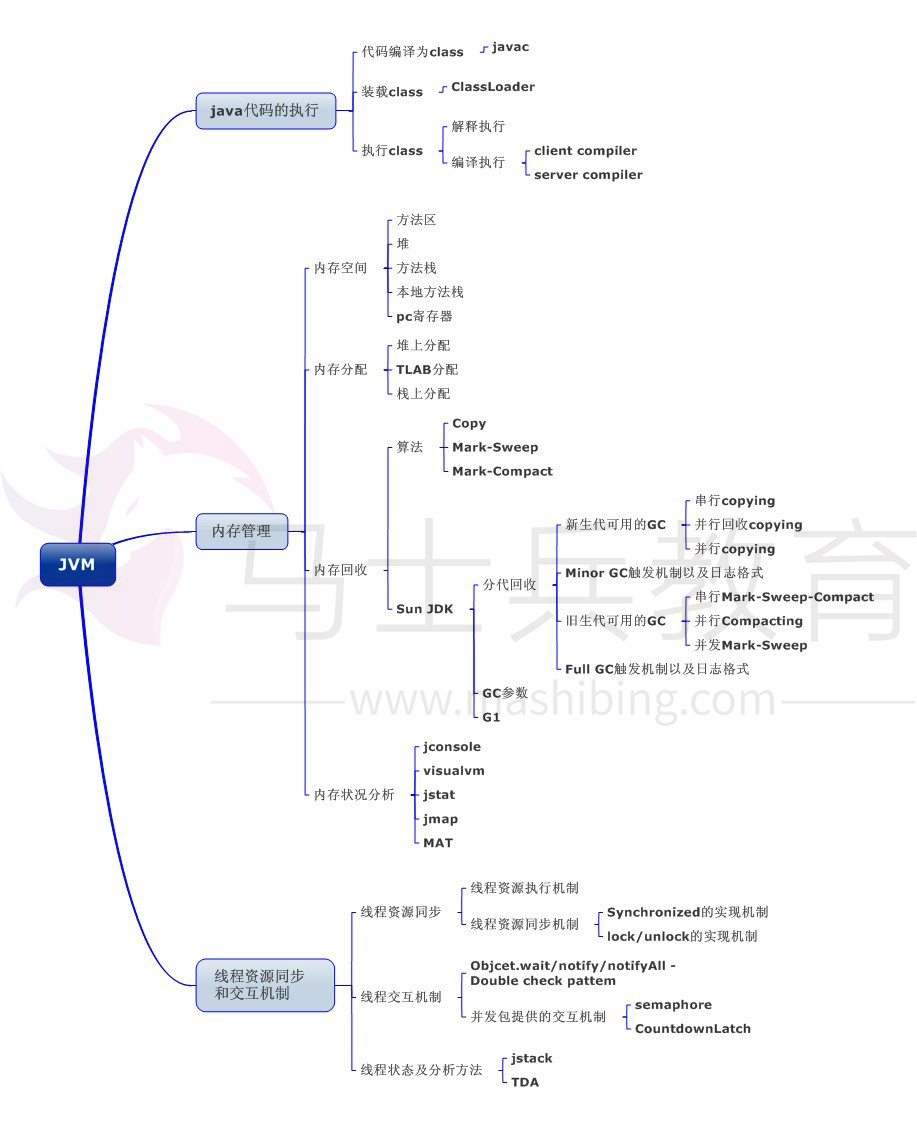 JVM
java代码的执行
代码编译为class
javac
装载class
ClassLoader
执行class
解释执行
编译执行
client compiler
server compiler
内存管理
内存空间
方法区
堆
方法栈
本地方法栈
pc寄存器
内存分配
堆上分配
TLAB分配
栈上分配
内存回收
算法
Copy
Mark-Sweep
Mark-Compact
Sun JDK
分代回收
新生代可用的GC
串行copying
并行回收copying
并行copying
Minor GC触发机制以及日志格式
旧生代可用的GC
串行Mark-Sweep-Compact
并行Compacting
并发Mark-Sweep
Full GC触发机制以及日志格式
GC参数
G1
内存状况分析
jconsole
visualvm
jstat
jmap
MAT
线程资源同步
和交互机制
线程资源同步
线程资源执行机制
线程资源同步机制
Synchronized的实现机制
lock/unlock的实现机制
线程交互机制
Objcet.wait/notify/notifyAll -
Double check pattem
并发包提供的交互机制
semaphore
CountdownLatch
线程状态及分析方法
jstack
TDA
马士兵教育
www.mashibing.com